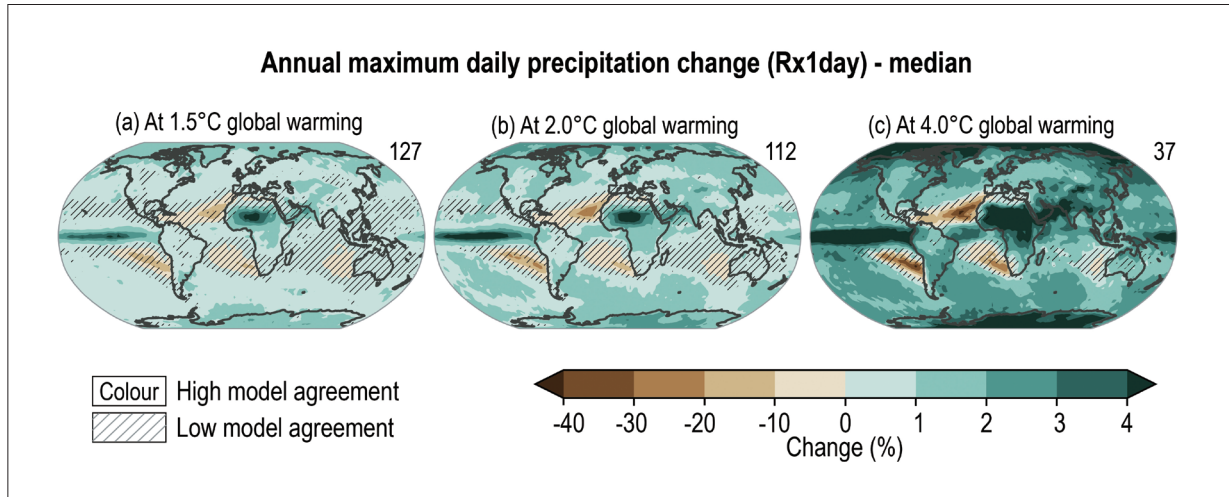 Annual maximum daily precipitation change (Rx1day) - median
(a) At 1.5°C global warming
(b) At 2.0°C global warming
(c) At 4.0°C global warming
127
112
37
Colour High model agreement
Low model agreement
-40 -30 -20 -10 0 1 2 3 4
Change (%)